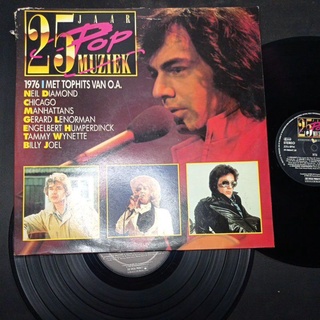 25 JAAR
Pop
MUZIEK
1976 I MET TOPHITS VAN O.A.
NEIL DIAMOND
CHICAGO
MANHATTANS
GERARD LENORMAN
ENGELBERT HUMPERDINCK
TAMMY WYNETTE
BILLY JOEL
25